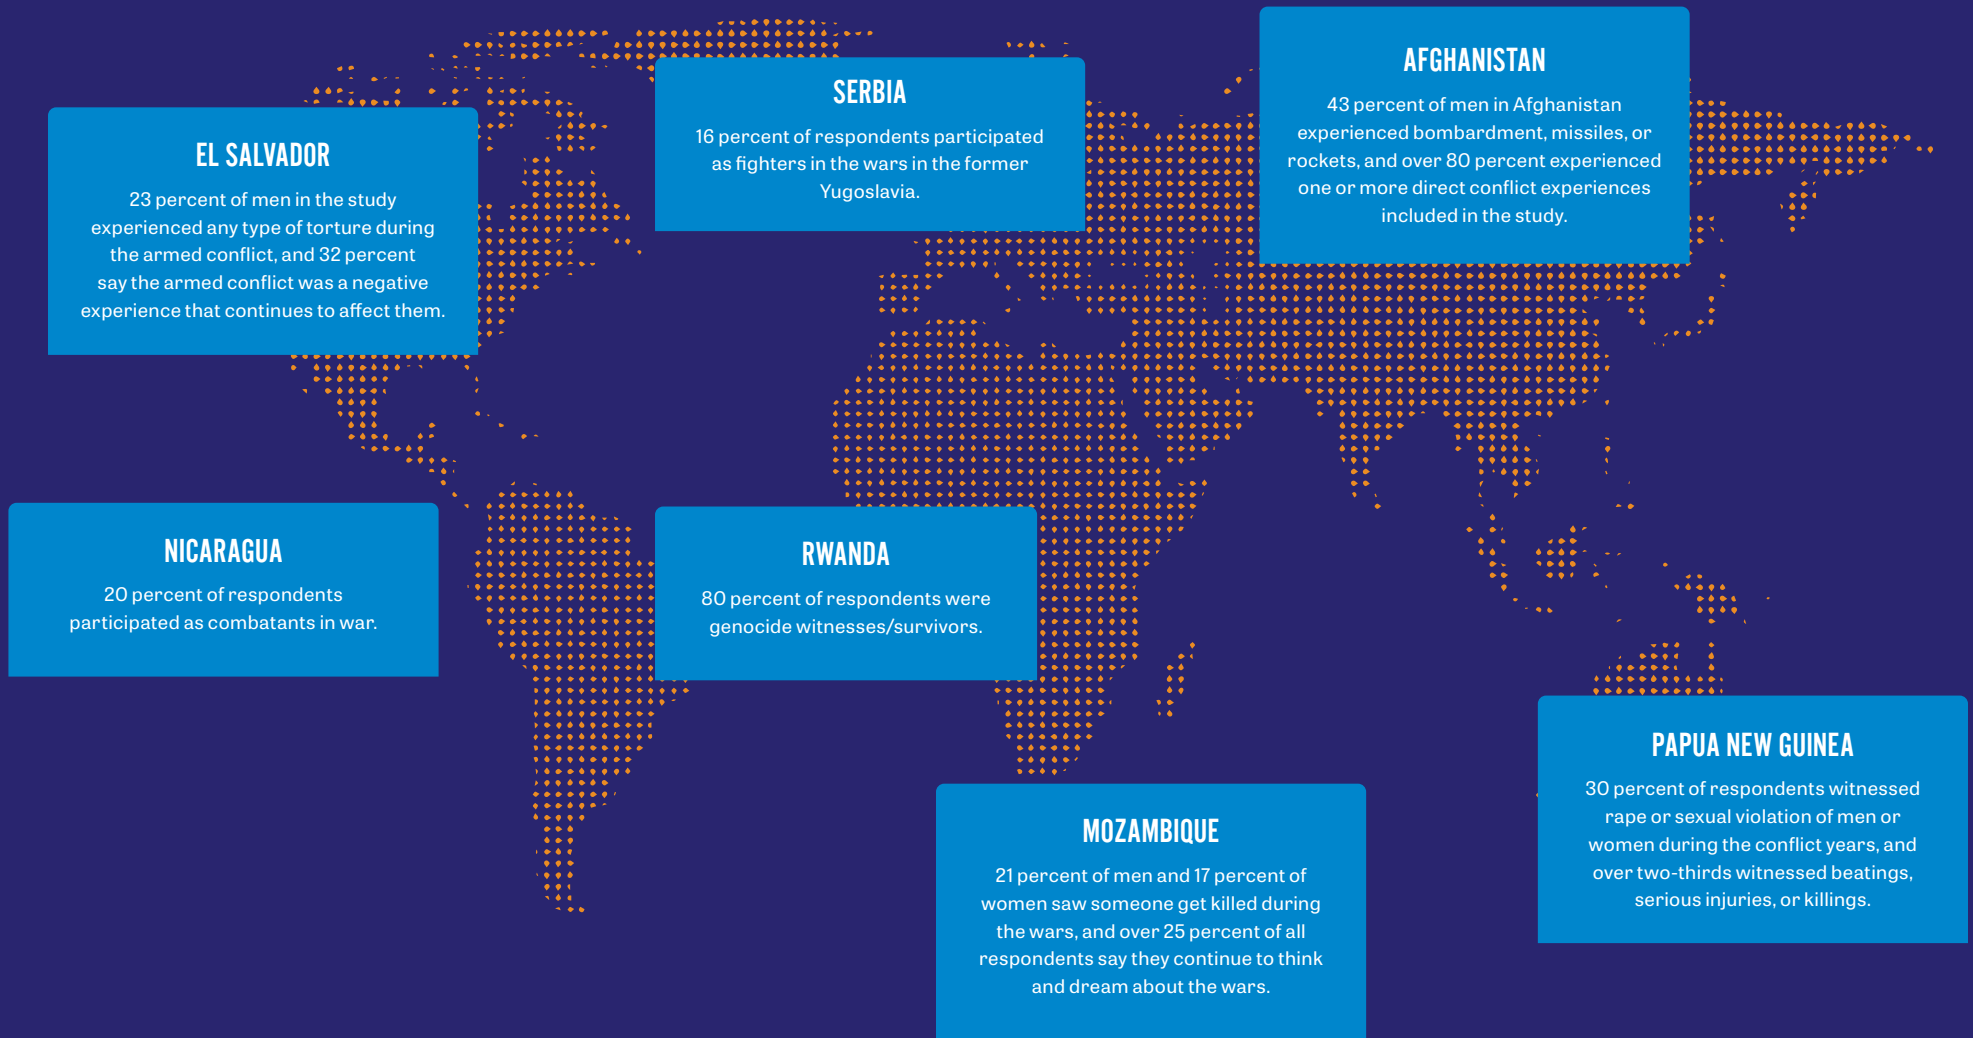 EL SALVADOR
23 percent of men in the study
experienced any type of torture during
the armed conflict, and 32 percent
say the armed conflict was a negative
experience that continues to affect them.
SERBIA
16 percent of respondents participated
as fighters in the wars in the former
Yugoslavia.
AFGHANISTAN
43 percent of men in Afghanistan
experienced bombardment, missiles, or
rockets, and over 80 percent experienced
one or more direct conflict experiences
included in the study.
NICARAGUA
20 percent of respondents
participated as combatants in war.
RWANDA
80 percent of respondents were
genocide witnesses/survivors.
MOZAMBIQUE
21 percent of men and 17 percent of
women saw someone get killed during
the wars, and over 25 percent of all
respondents say they continue to think
and dream about the wars.
PAPUA NEW GUINEA
30 percent of respondents witnessed
rape or sexual violation of men or
women during the conflict years, and
over two-thirds witnessed beatings,
serious injuries, or killings.